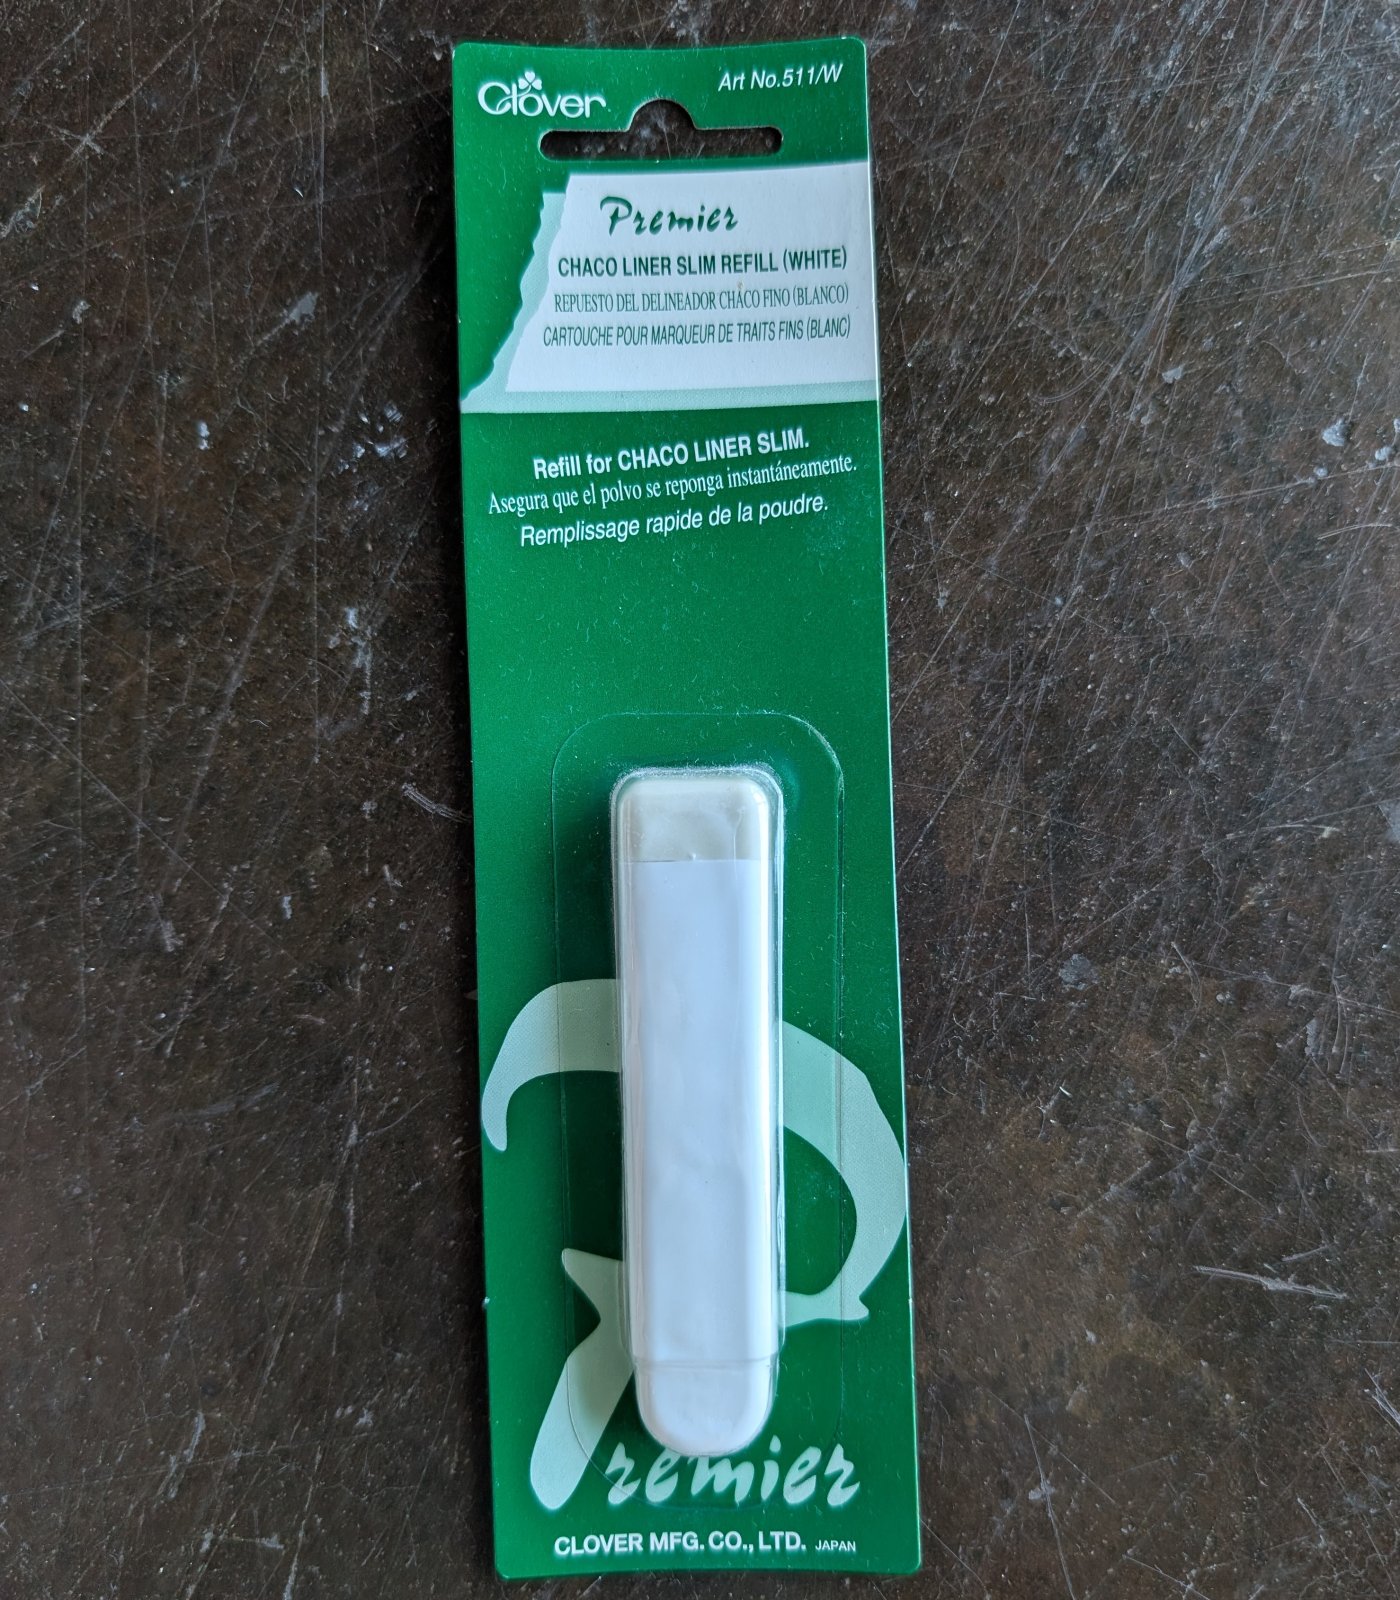 Clover
Art No.511/W
Premier
CHACO LINER SLIM REFILL (WHITE)
REPUESTO DEL DELINEADOR CHACO FINO (BLANCO)
CARTOUCHE POUR MARQUEUR DE TRAITS FINS (BLANC)
Refill for CHACO LINER SLIM.
Asegura que el polvo se reponga instantáneamente.
Remplissage rapide de la poudre.
Premier
CLOVER MFG. CO., LTD. JAPAN